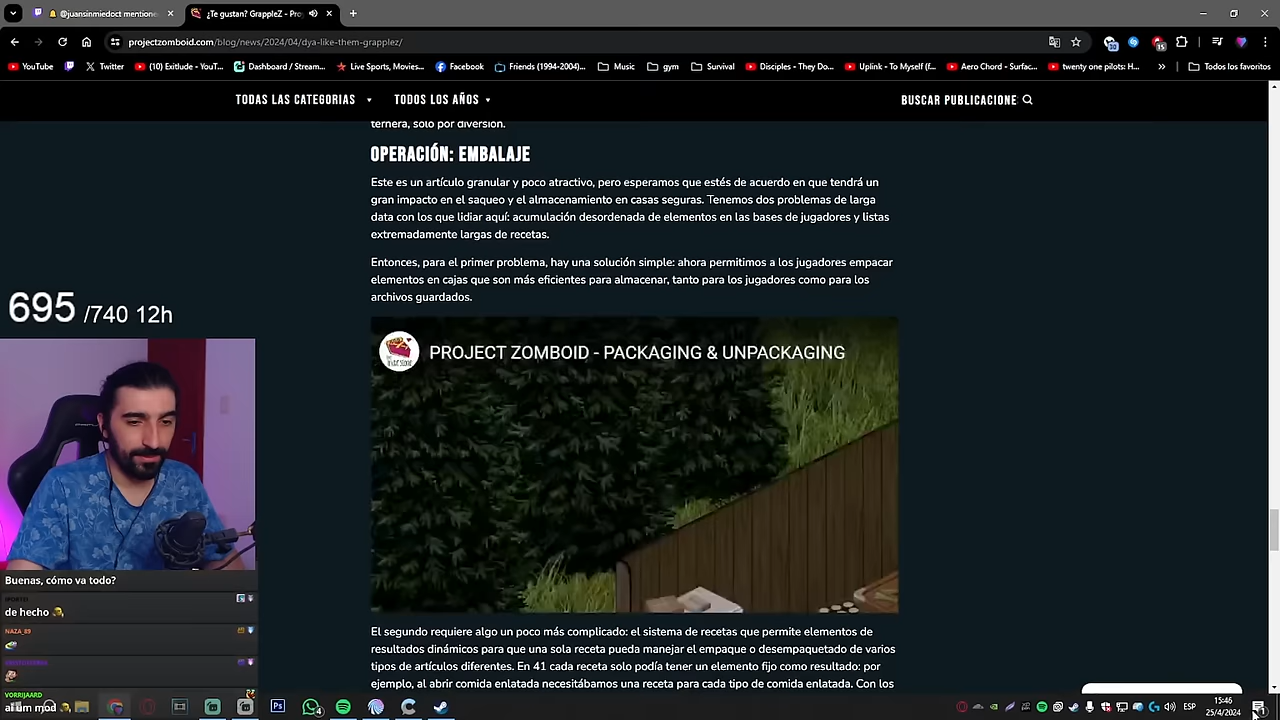 @juansinmiedoct mentione
¿Te gustan? GrappleZ - Proj
projectzomboid.com/blog/news/2024/04/dya-like-them-grapplez/
YouTube
Twitter
(10) Exitude - YouT...
Dashboard / Stream...
Live Sports, Movies...
Facebook
Friends (1994-2004)...
Music
gym
Survival
Disciples - They Do...
Uplink - To Myself (f...
Aero Chord - Surfac...
twenty one pilots: H...
Todos los favoritos
TODAS LAS CATEGORIAS
TODOS LOS AÑOS
BUSCAR PUBLICACIONE
ternera, solo por diversión.
OPERACIÓN: EMBALAJE
Este es un artículo granular y poco atractivo, pero esperamos que estés de acuerdo en que tendrá un
gran impacto en el saqueo y el almacenamiento en casas seguras. Tenemos dos problemas de larga
data con los que lidiar aquí: acumulación desordenada de elementos en las bases de jugadores y listas
extremadamente largas de recetas.
Entonces, para el primer problema, hay una solución simple: ahora permitimos a los jugadores empacar
elementos en cajas que son más eficientes para almacenar, tanto para los jugadores como para los
archivos guardados.
695 /740 12h
PROJECT ZOMBOID - PACKAGING & UNPACKAGING
Buenas, cómo va todo?
de hecho
NAZA_89
VORRIJAARD
El segundo requiere algo un poco más complicado: el sistema de recetas que permite elementos de
resultados dinámicos para que una sola receta pueda manejar el empaque o desempaquetado de varios
tipos de artículos diferentes. En 41 cada receta solo podía tener un elemento fijo como resultado: por
ejemplo, al abrir comida enlatada necesitábamos una receta para cada tipo de comida enlatada. Con los
ESP
15:46
25/4/2024